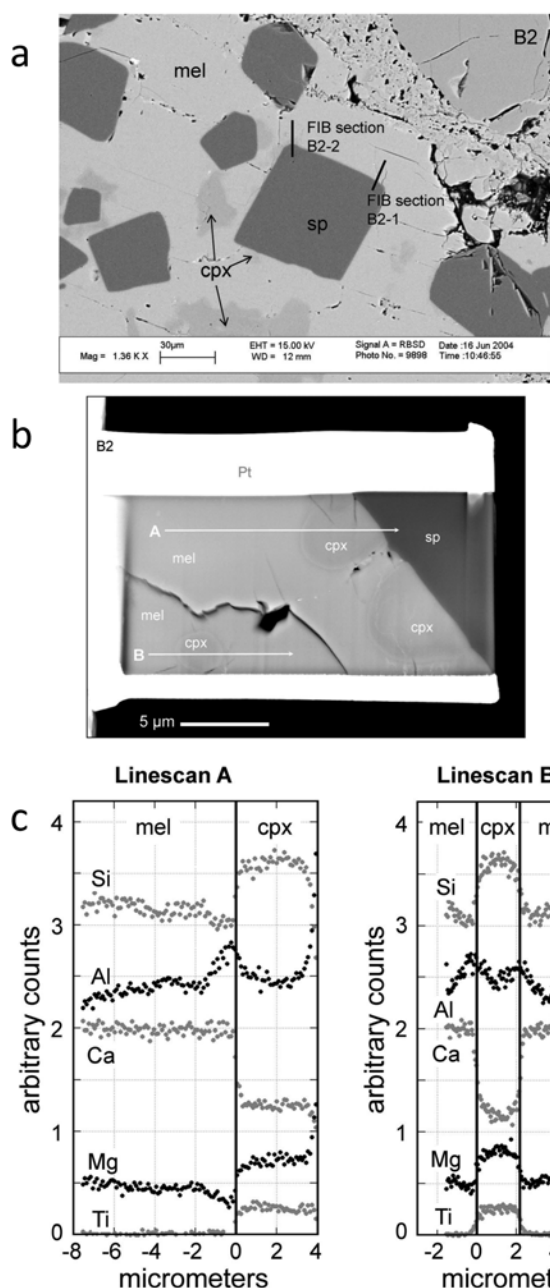 a
mel
B2
FIB section
B2-2
FIB section
B2-1
sp
cpx
Mag = 1.36 K X
30μm
EHT = 15.00 kV
WD = 12 mm
Signal A = RBSD
Photo No. = 9898
Date :16 Jun 2004
Time :10:46:55
b
B2
Pt
A
cpx
sp
mel
mel
cpx
cpx
B
5 μm
Linescan A
Linescan B
c
mel
cpx
mel
cpx
m
4
3
2
1
0
Si
Al
Ca
Mg
Ti
arbitrary counts
-8
-6
-4
-2
0
2
4
micrometers
4
3
2
1
0
Si
Al
Ca
Mg
Ti
arbitrary counts
-2
0
2
micrometers